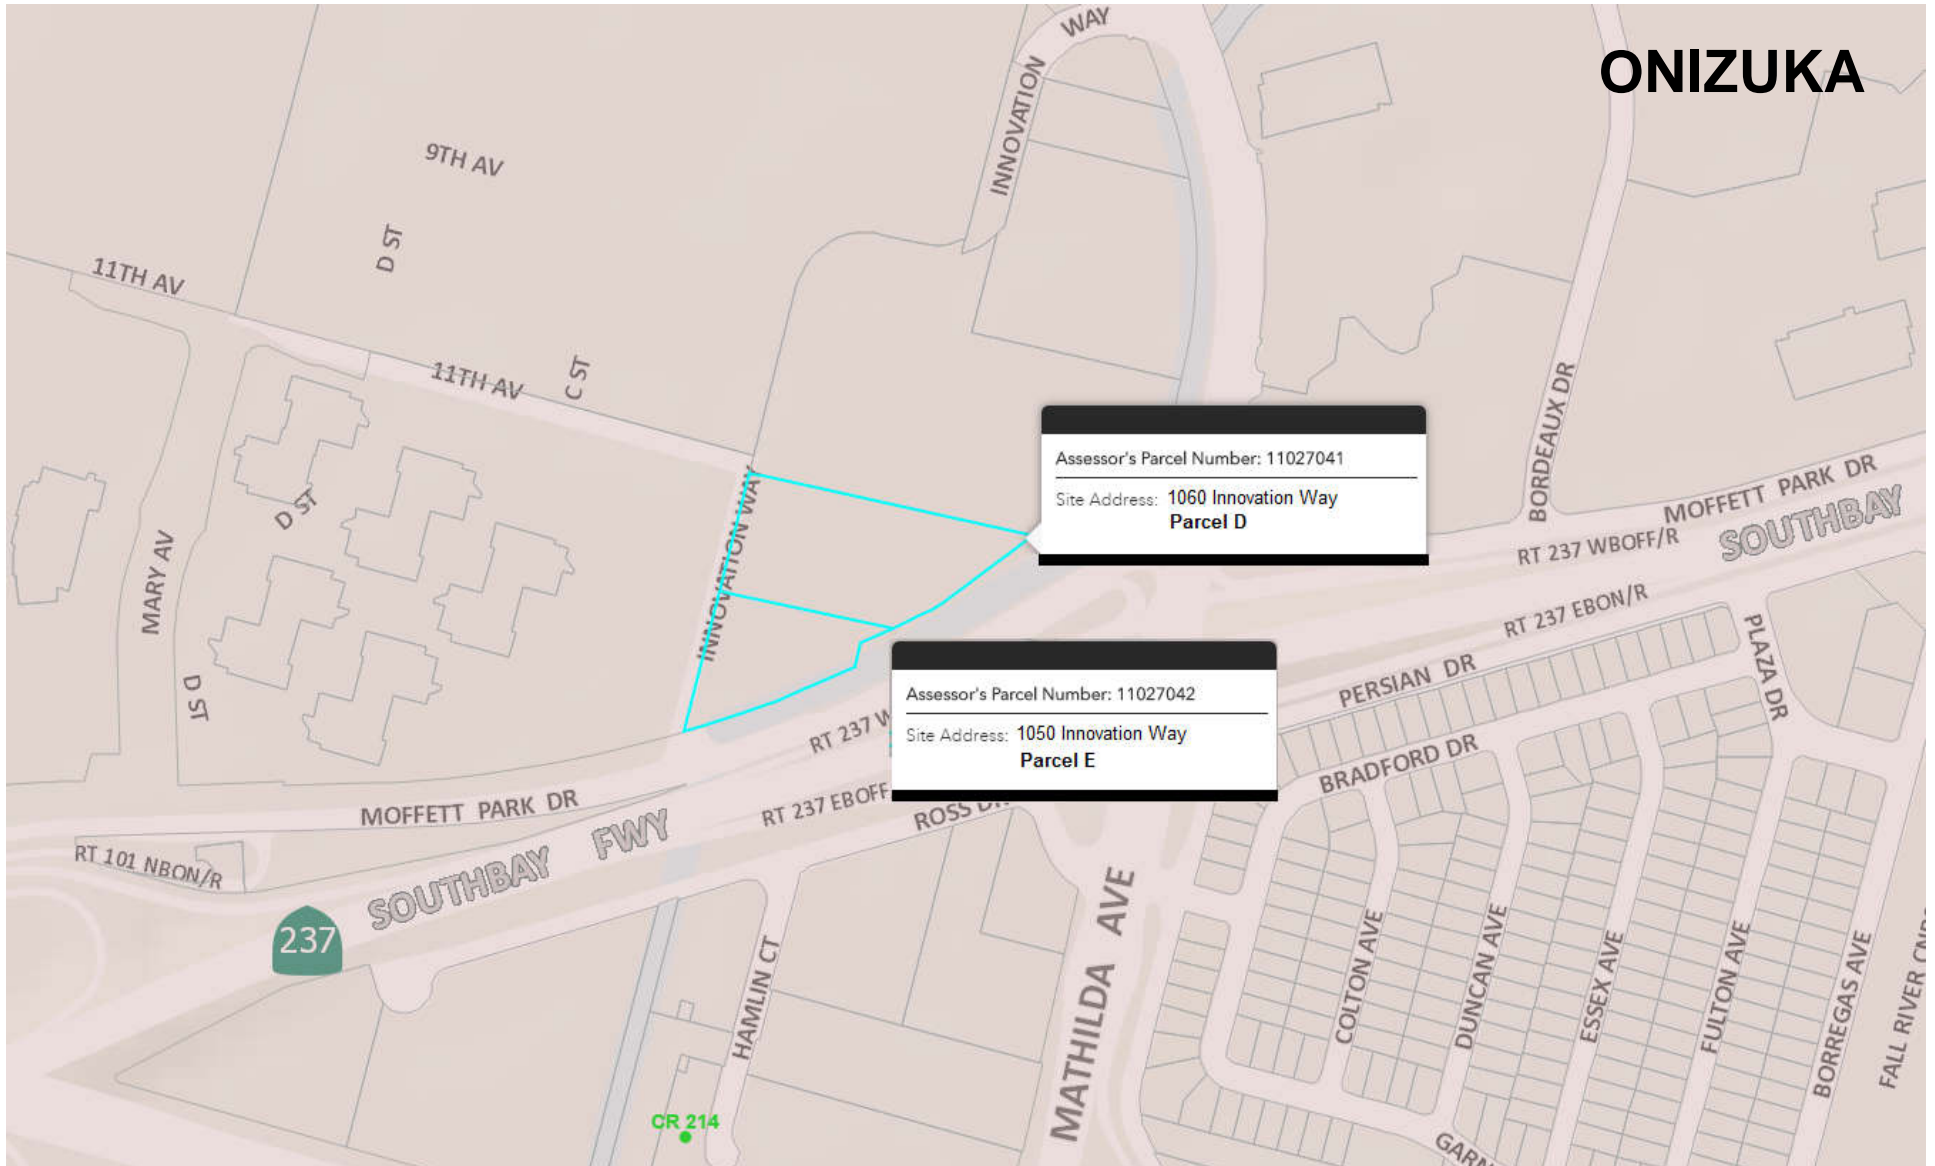 ONIZUKA
INNOVATION WAY
9TH AV
D ST
11TH AV
11TH AV
C ST
BORDEAUX DR
Assessor's Parcel Number: 11027041
Site Address: 1060 Innovation Way
Parcel D
INNOVATION WAY
D ST
MARY AV
D ST
MOFFETT PARK DR
SOUTHBAY
RT 237 WBOFF/R
RT 237 EBON/R
PLAZA DR
PERSIAN DR
Assessor's Parcel Number: 11027042
Site Address: 1050 Innovation Way
Parcel E
RT 237 W
BRADFORD DR
MOFFETT PARK DR
RT 237 EBOFF
ROSS DR
SOUTHBAY FWY
RT 101 NBON/R
237
HAMLIN CT
MATHILDA AVE
COLTON AVE
DUNCAN AVE
ESSEX AVE
FULTON AVE
BORREGAS AVE
FALL RIVER
CR 214
GARN